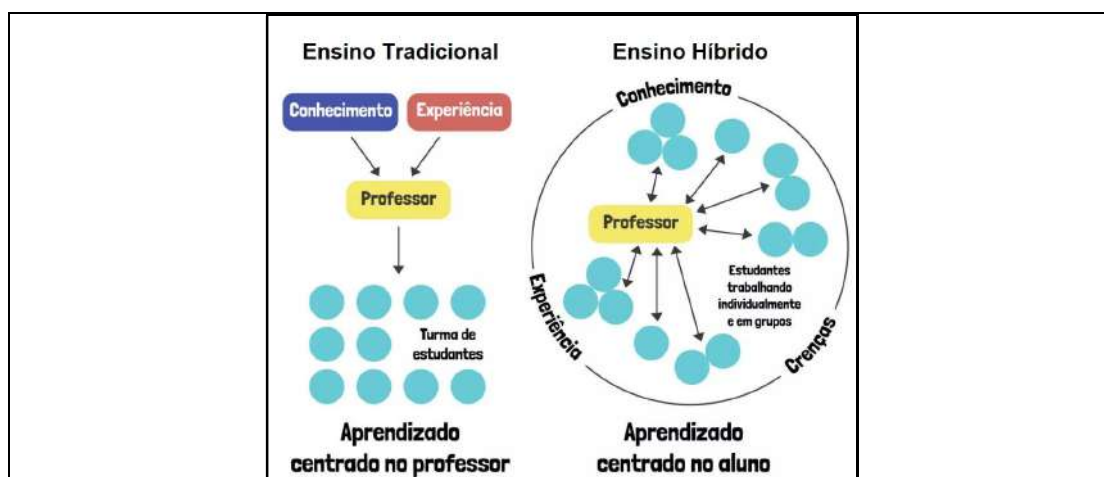 Ensino Tradicional
Conhecimento
Experiência
Professor
Turma de
estudantes
Aprendizado
centrado no professor
Ensino Híbrido
Conhecimento
Professor
Estudantes
trabalhando
individualmente
e em grupos
Experiência
Crenças
Aprendizado
centrado no aluno